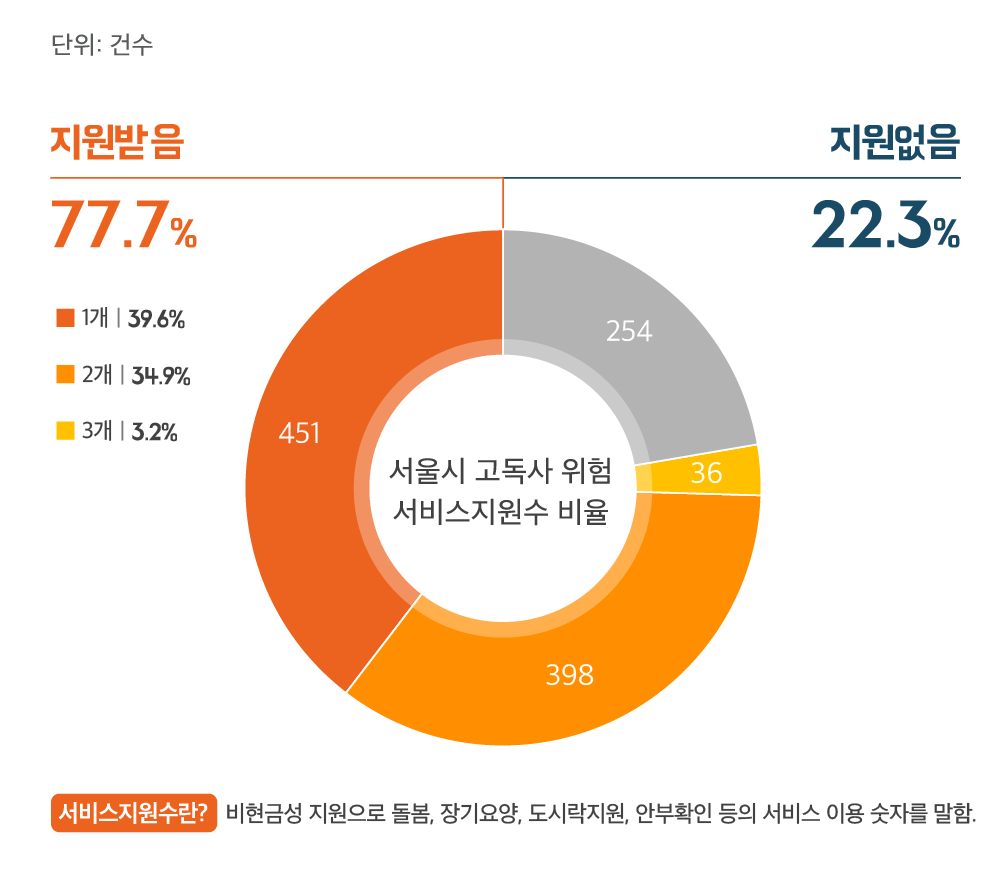 단위: 건수
지원받음
77.7%
지원없음
22.3%
1개 | 39.6%
2개 | 34.9%
3개 | 3.2%
254
36
451
398
서울시 고독사 위험
서비스지원수 비율
서비스지원수란? 비현금성 지원으로 돌봄, 장기요양, 도시락지원, 안부확인 등의 서비스 이용 숫자를 말함.